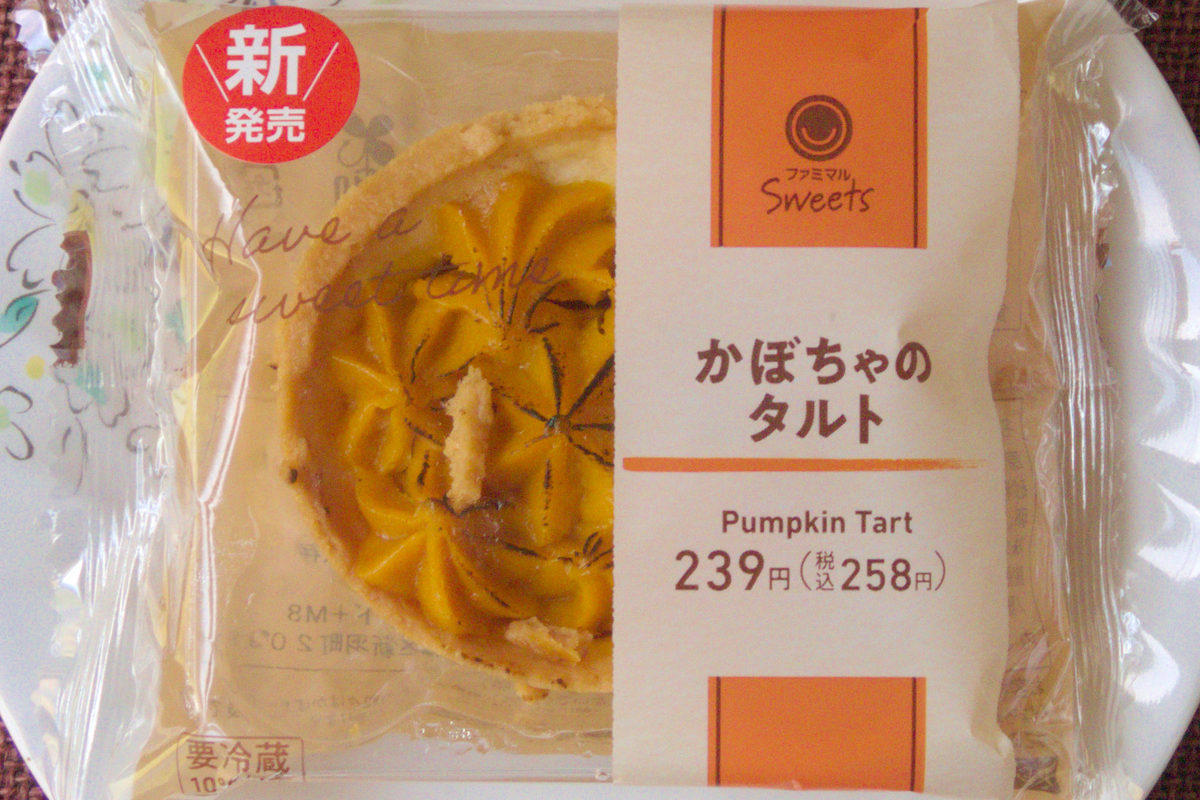 新
発売
Have a
sweet time
ファミマル
Sweets
かぼちゃの
タルト
Pumpkin Tart
239円(税込258円)
要冷蔵